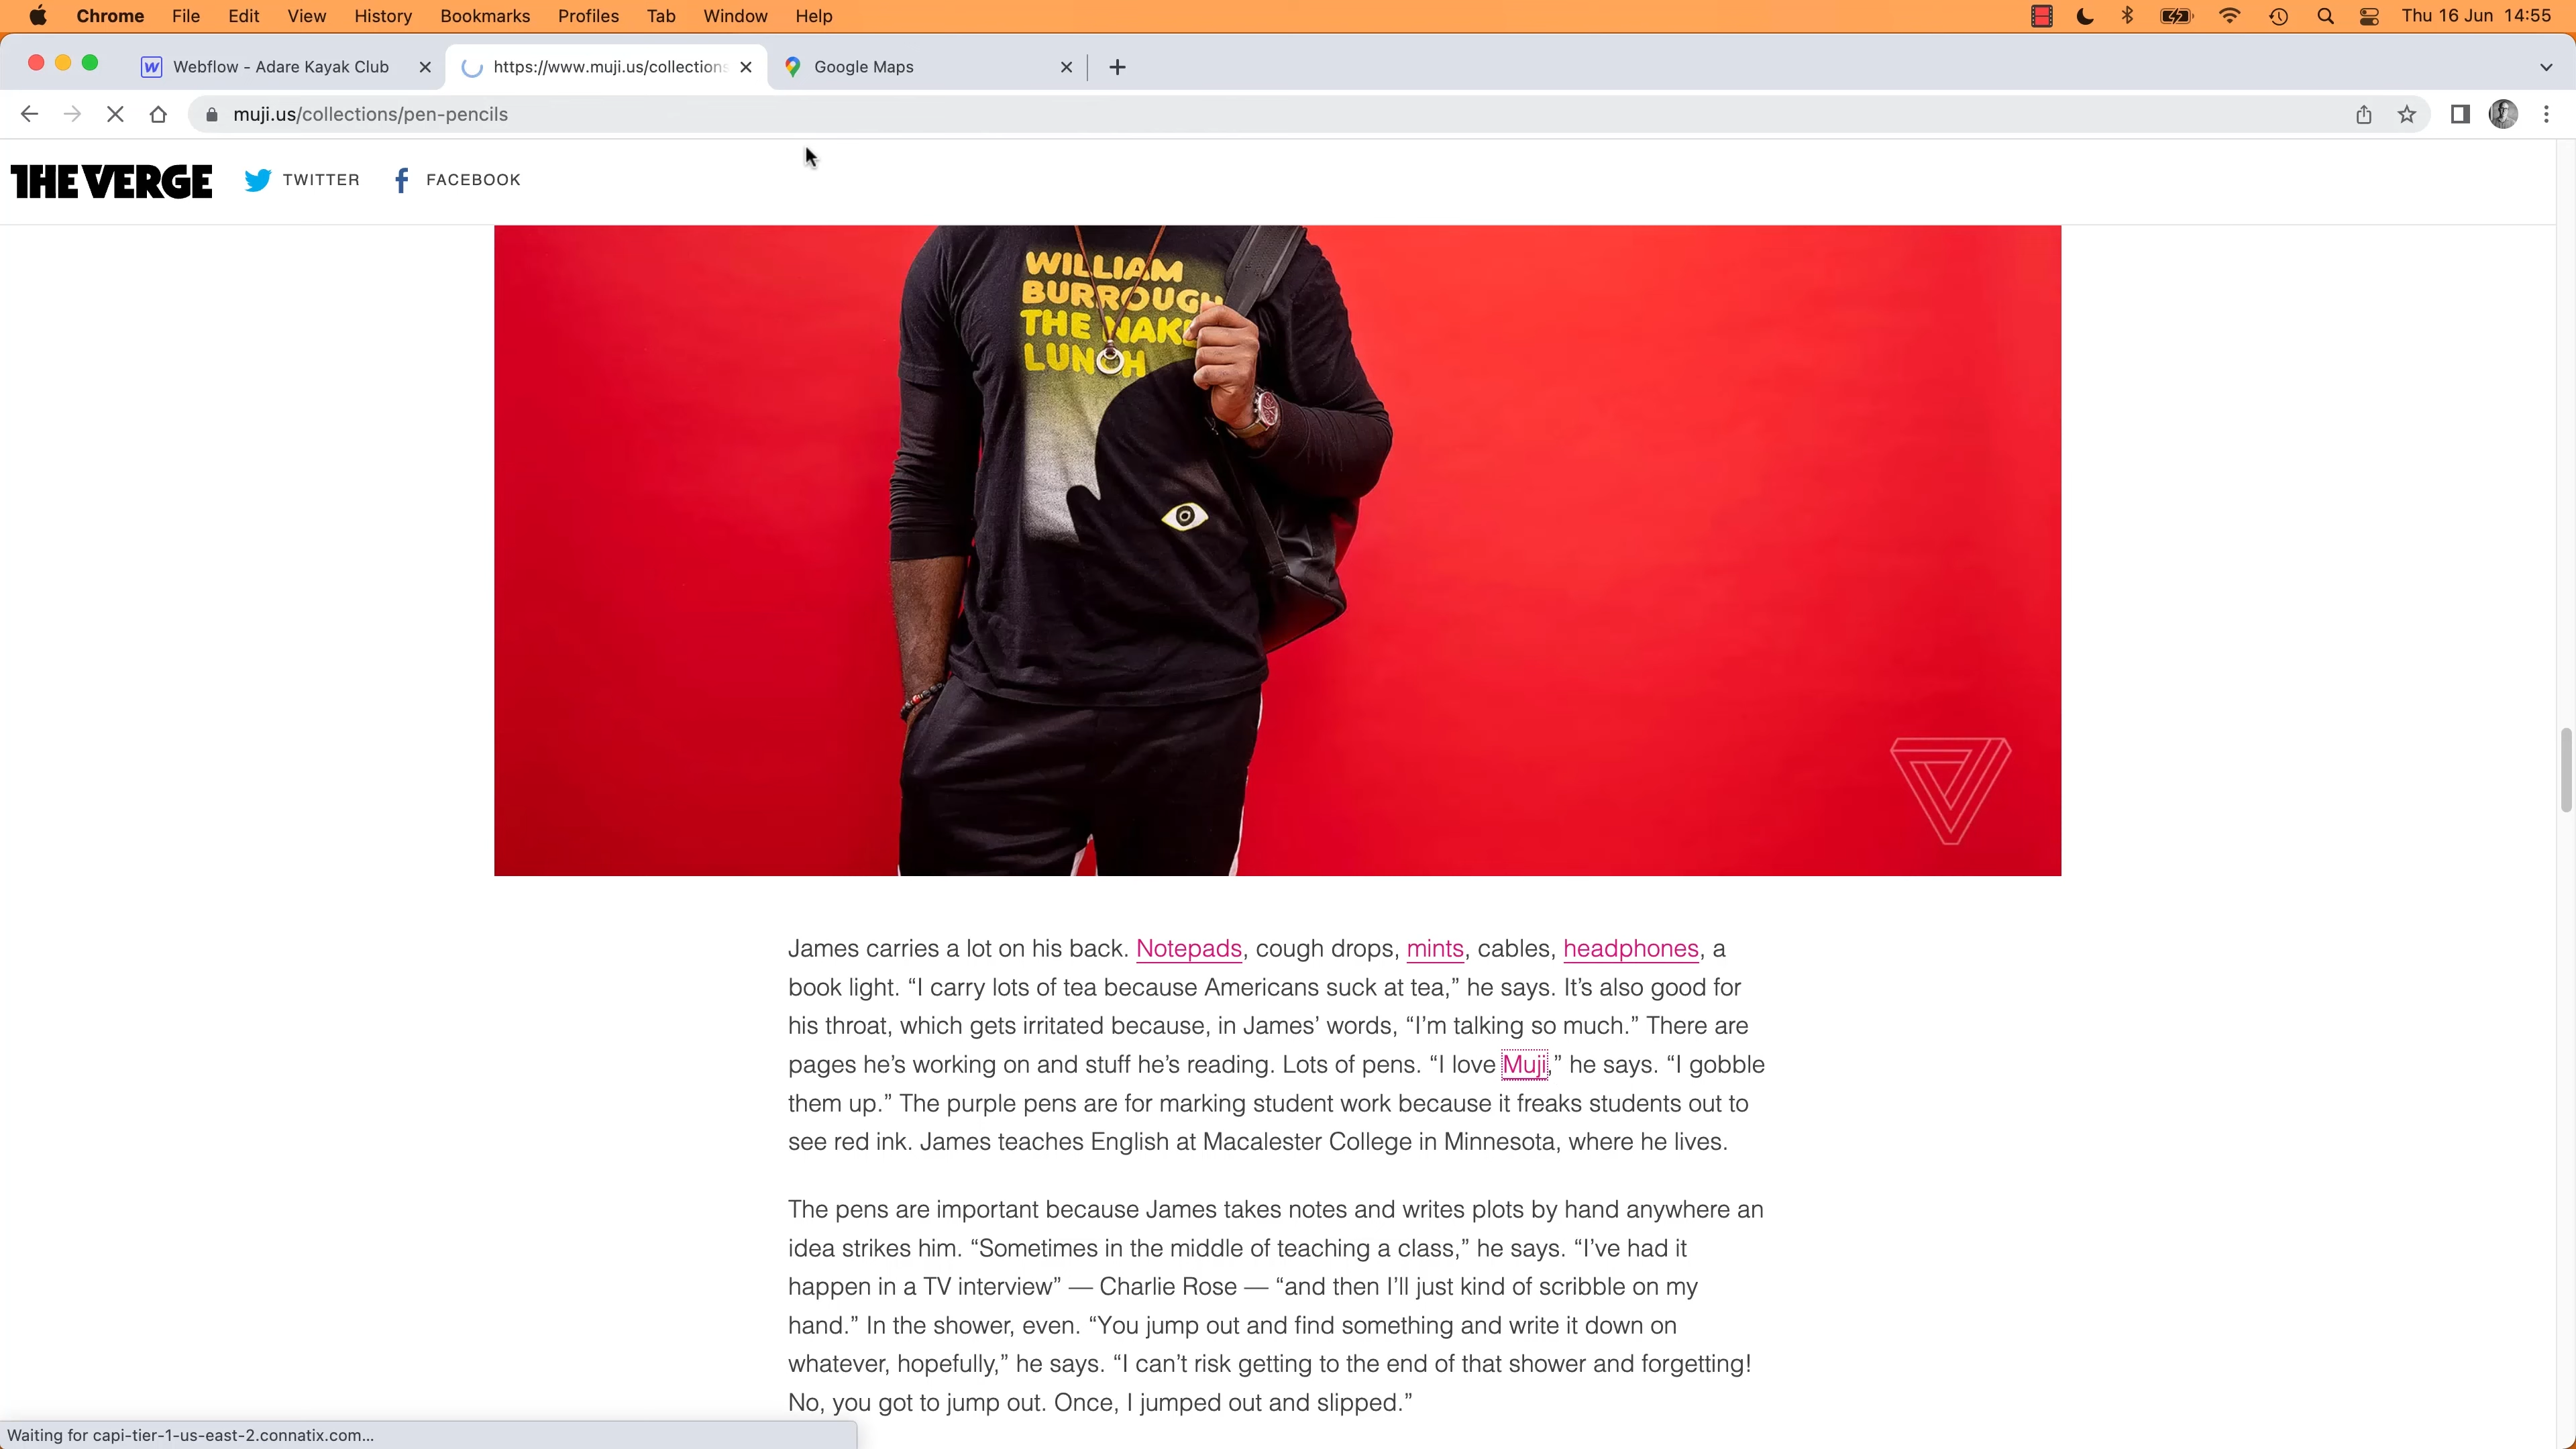 Chrome File Edit View History Bookmarks Profiles Tab Window Help Thu 16 Jun 14:55
Webflow - Adare Kayak Club https://www.muji.us/collections Google Maps
muji.us/collections/pen-pencils
THE VERGE TWITTER FACEBOOK
WILLIAM
BURROUGH
THE NAK
LUNCH
James carries a lot on his back. Notepads, cough drops, mints, cables, headphones, a
book light. “I carry lots of tea because Americans suck at tea,” he says. It’s also good for
his throat, which gets irritated because, in James’ words, “I’m talking so much.” There are
pages he’s working on and stuff he’s reading. Lots of pens. “I love Muji,” he says. “I gobble
them up.” The purple pens are for marking student work because it freaks students out to
see red ink. James teaches English at Macalester College in Minnesota, where he lives.
The pens are important because James takes notes and writes plots by hand anywhere an
idea strikes him. “Sometimes in the middle of teaching a class,” he says. “I’ve had it
happen in a TV interview” — Charlie Rose — “and then I’ll just kind of scribble on my
hand.” In the shower, even. “You jump out and find something and write it down on
whatever, hopefully,” he says. “I can’t risk getting to the end of that shower and forgetting!
No, you got to jump out. Once, I jumped out and slipped.”
Waiting for capi-tier-1-us-east-2.connatix.com...